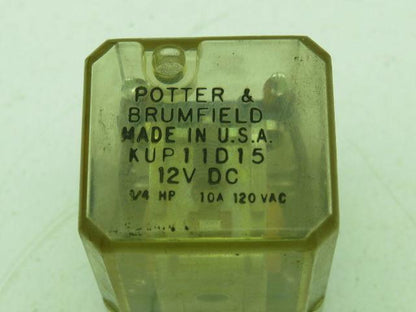 POTTER &
BRUMFIELD
MADE IN U.S.A.
KUP11D15
12V DC
1/4 HP 10A 120 VAC